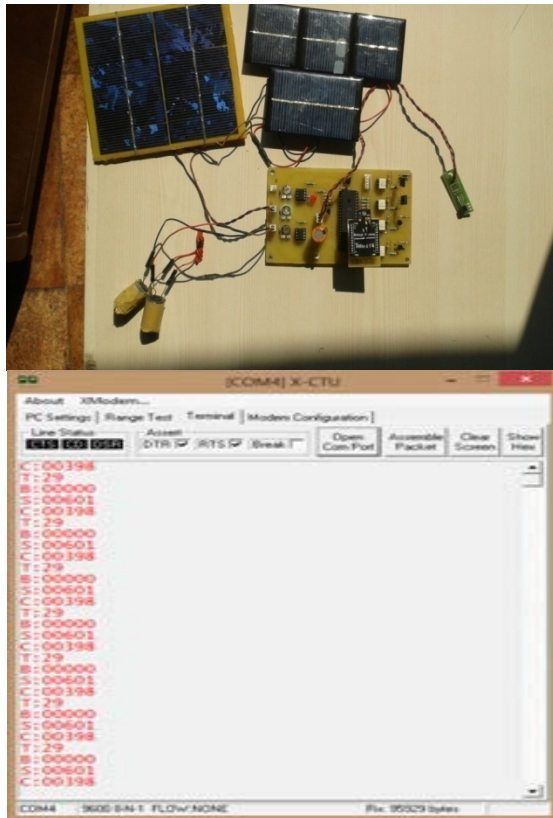 [COM4] X-CTU
About XModem...
PC Settings Range Test Terminal Modem Configuration
Line Status Assert
CTS CD DSR DTR RTS Break Open Com Port Assemble Packet Clear Screen Show Hex
C:00398
T:29
B:00000
S:00601
C:00398
T:29
B:00000
S:00601
C:00398
T:29
B:00000
S:00601
C:00398
T:29
B:00000
S:00601
C:00398
T:29
B:00000
S:00601
C:00398
T:29
B:00000
S:00601
C:00398
T:29
B:00000
S:00601
C:00398
COM4 9600 8-N-1 FLOW:NONE Rx: 95929 bytes